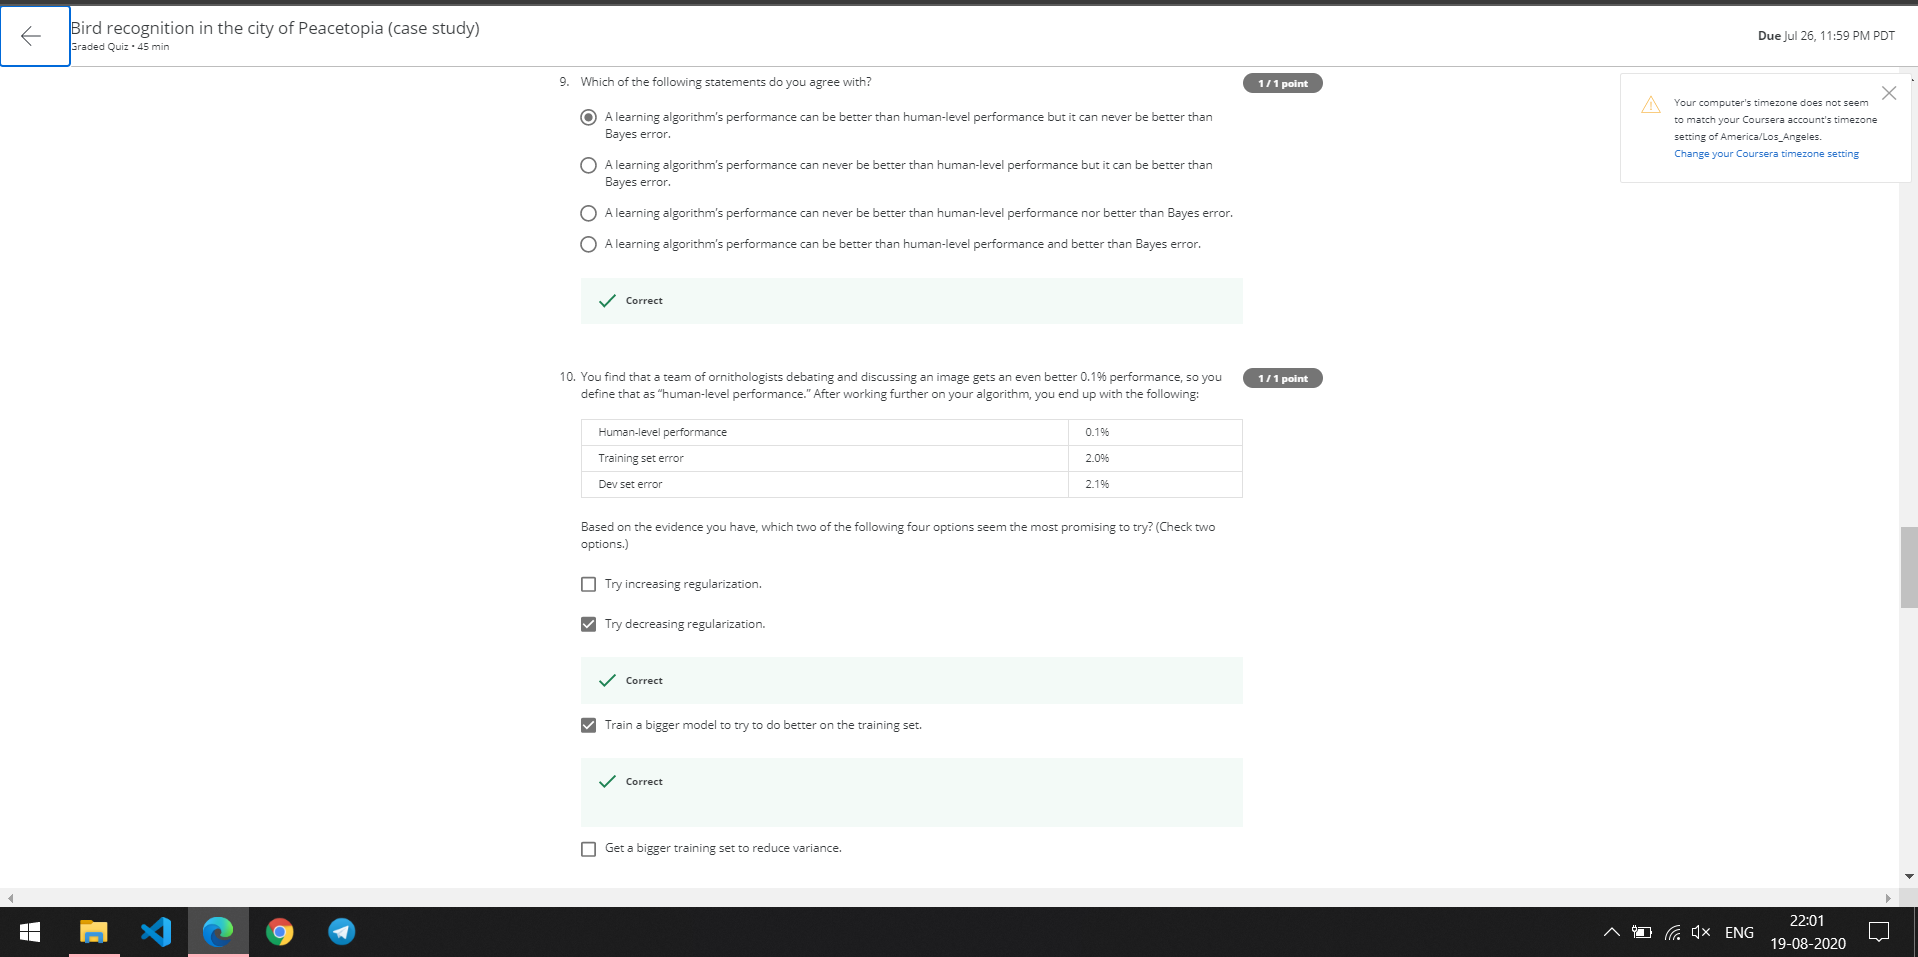 Bird recognition in the city of Peacetopia (case study)
Graded Quiz • 45 min
Due Jul 26, 11:59 PM PDT
Your computer's timezone does not seem
to match your Coursera account's timezone
setting of America/Los_Angeles.
Change your Coursera timezone setting
9. Which of the following statements do you agree with?
1 / 1 point
A learning algorithm's performance can be better than human-level performance but it can never be better than
Bayes error.
A learning algorithm's performance can never be better than human-level performance but it can be better than
Bayes error.
A learning algorithm's performance can never be better than human-level performance nor better than Bayes error.
A learning algorithm's performance can be better than human-level performance and better than Bayes error.
Correct
10. You find that a team of ornithologists debating and discussing an image gets an even better 0.1% performance, so you
define that as “human-level performance.” After working further on your algorithm, you end up with the following:
1 / 1 point
Human-level performance 0.1%
Training set error 2.0%
Dev set error 2.1%
Based on the evidence you have, which two of the following four options seem the most promising to try? (Check two
options.)
Try increasing regularization.
Try decreasing regularization.
Correct
Train a bigger model to try to do better on the training set.
Correct
Get a bigger training set to reduce variance.
ENG
22:01
19-08-2020